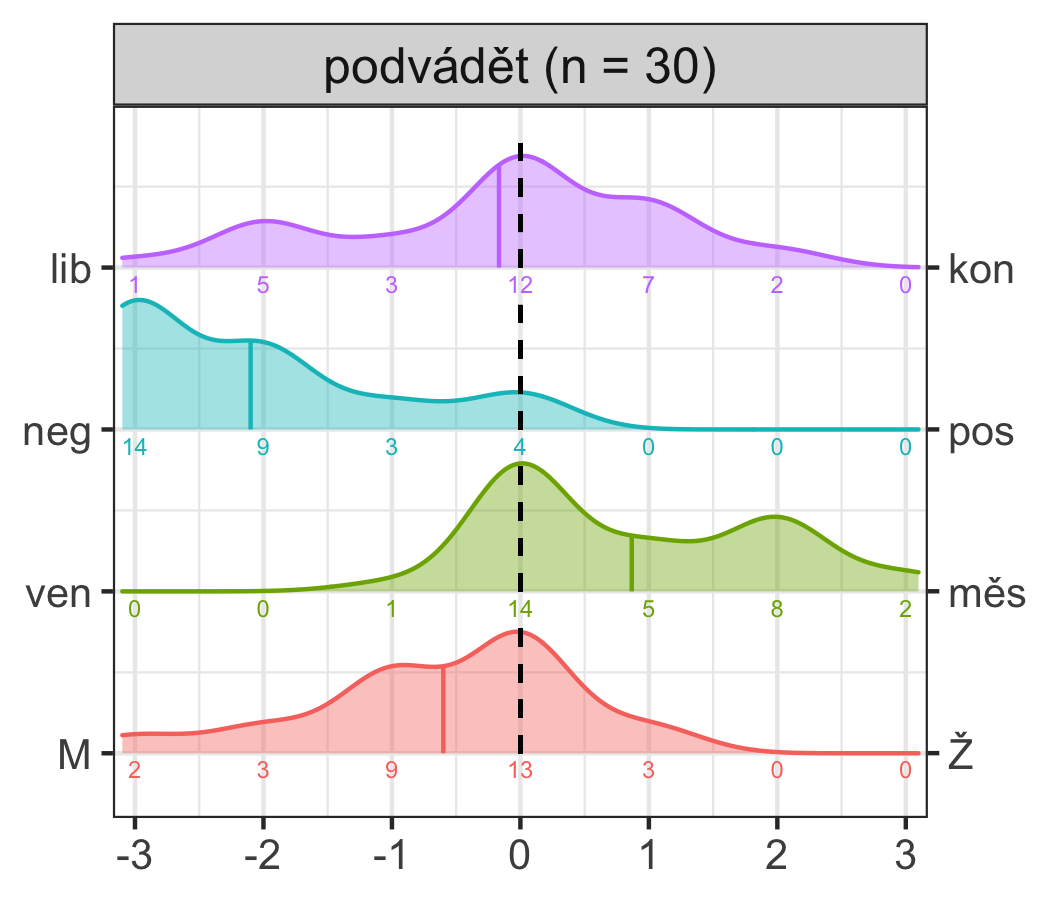 podvádět (n = 30)
lib kon
1 5 3 12 7 2 0
neg pos
14 9 3 4 0 0 0
ven měs
0 0 1 14 5 8 2
M Ž
2 3 9 13 3 0 0
-3 -2 -1 0 1 2 3